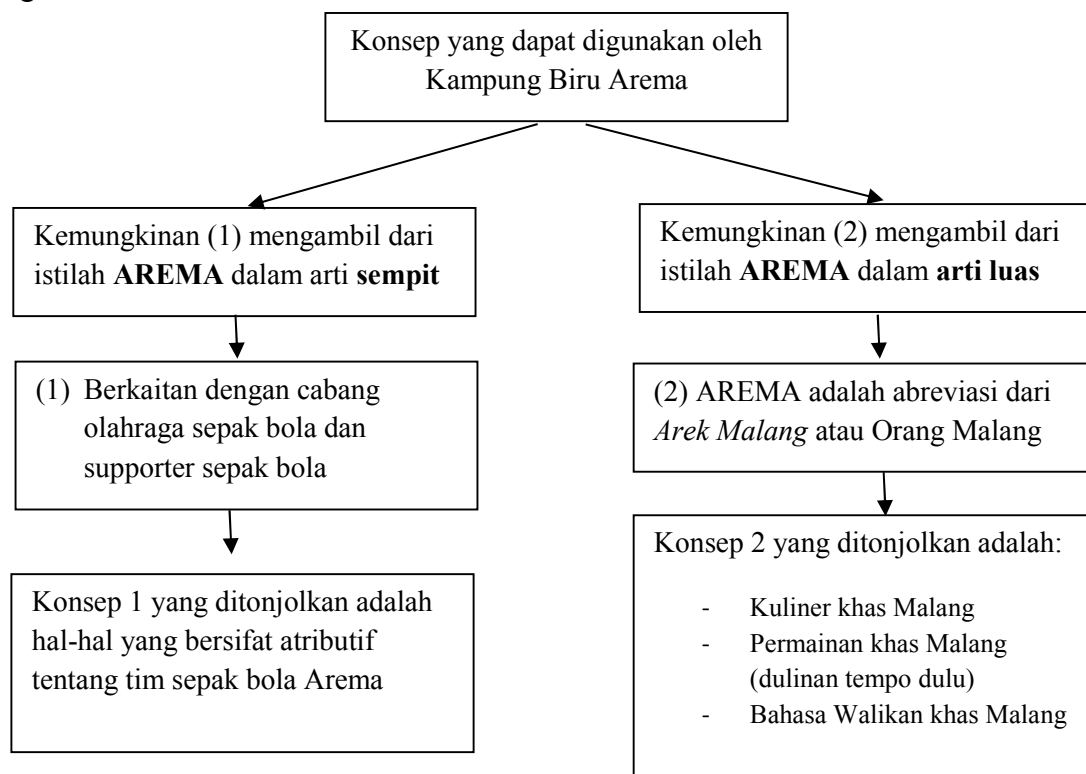 Konsep yang dapat digunakan oleh
Kampung Biru Arema
Kemungkinan (1) mengambil dari
istilah AREMA dalam arti sempit
(1) Berkaitan dengan cabang
olahraga sepak bola dan
supporter sepak bola
Konsep 1 yang ditonjolkan adalah
hal-hal yang bersifat atributif
tentang tim sepak bola Arema
Kemungkinan (2) mengambil dari
istilah AREMA dalam arti luas
(2) AREMA adalah abreviasi dari
Arek Malang atau Orang Malang
Konsep 2 yang ditonjolkan adalah:
- Kuliner khas Malang
- Permainan khas Malang
(dulinan tempo dulu)
- Bahasa Walikan khas Malang